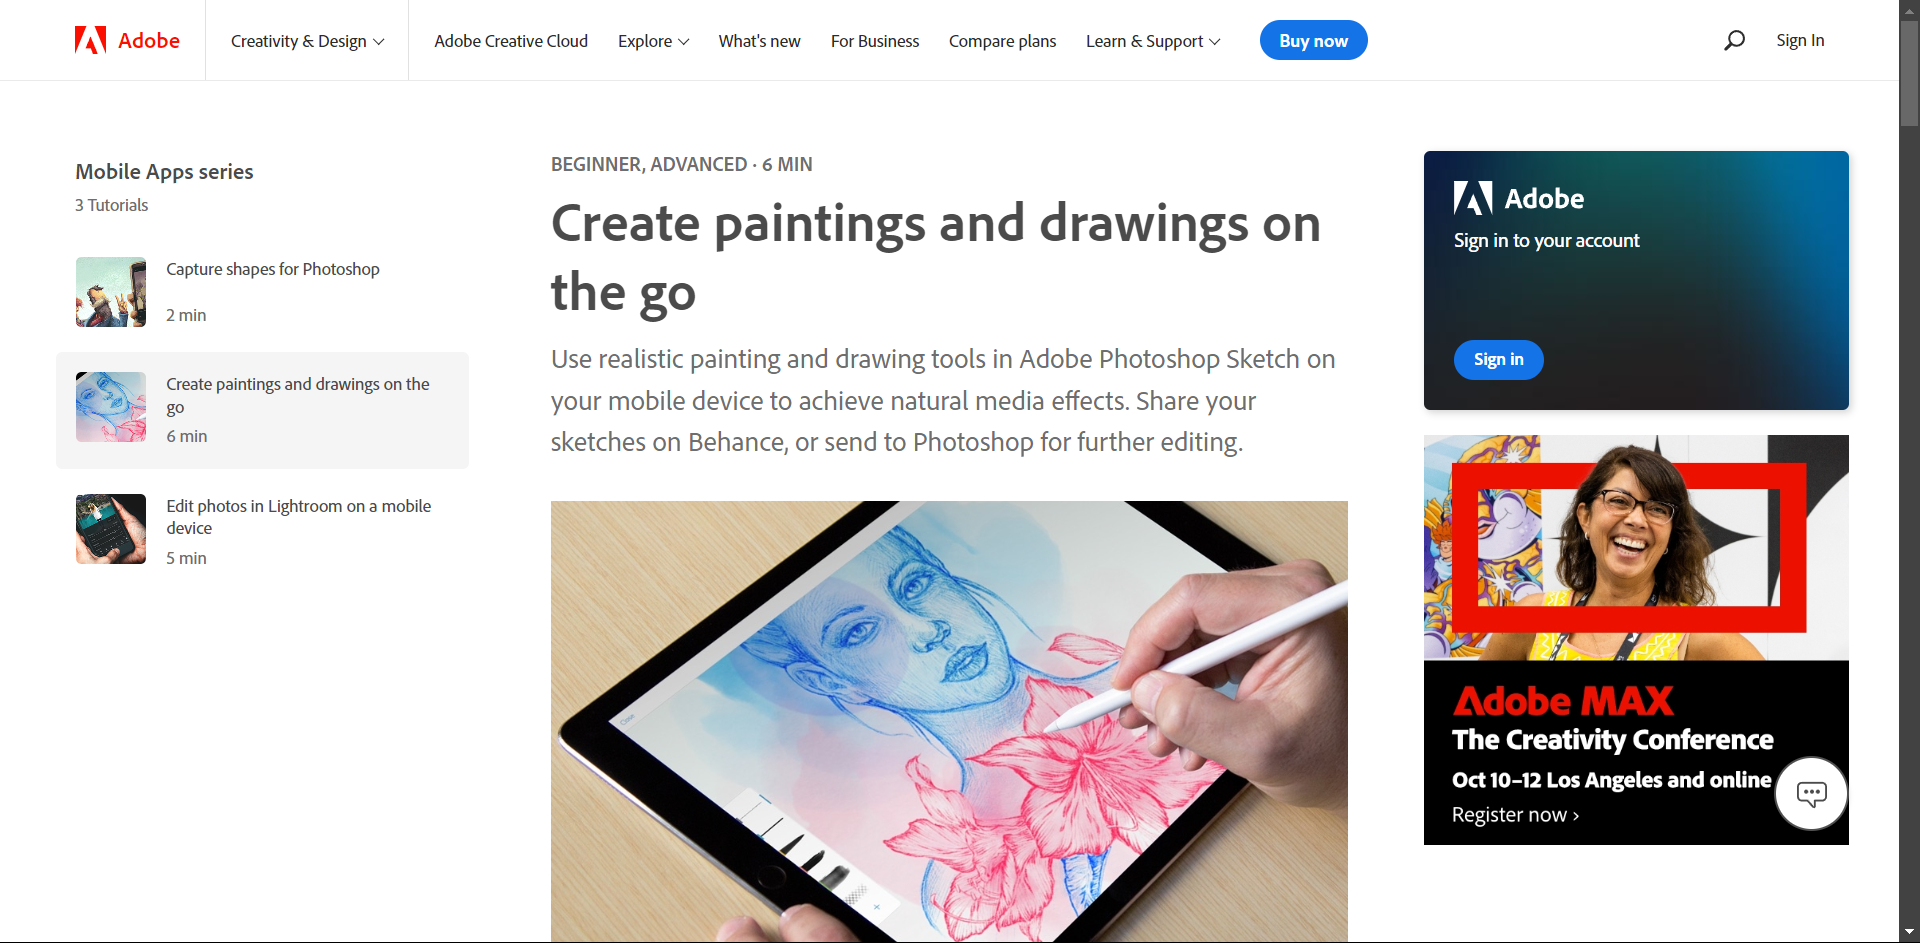 Adobe
Creativity & Design
Adobe Creative Cloud
Explore
What's new
For Business
Compare plans
Learn & Support
Buy now
Sign In
Mobile Apps series
3 Tutorials
Capture shapes for Photoshop
2 min
Create paintings and drawings on the
go
6 min
Edit photos in Lightroom on a mobile
device
5 min
BEGINNER, ADVANCED · 6 MIN
Create paintings and drawings on
the go
Use realistic painting and drawing tools in Adobe Photoshop Sketch on
your mobile device to achieve natural media effects. Share your
sketches on Behance, or send to Photoshop for further editing.
Close
Adobe
Sign in to your account
Sign in
Adobe MAX
The Creativity Conference
Oct 10–12 Los Angeles and online
Register now ›